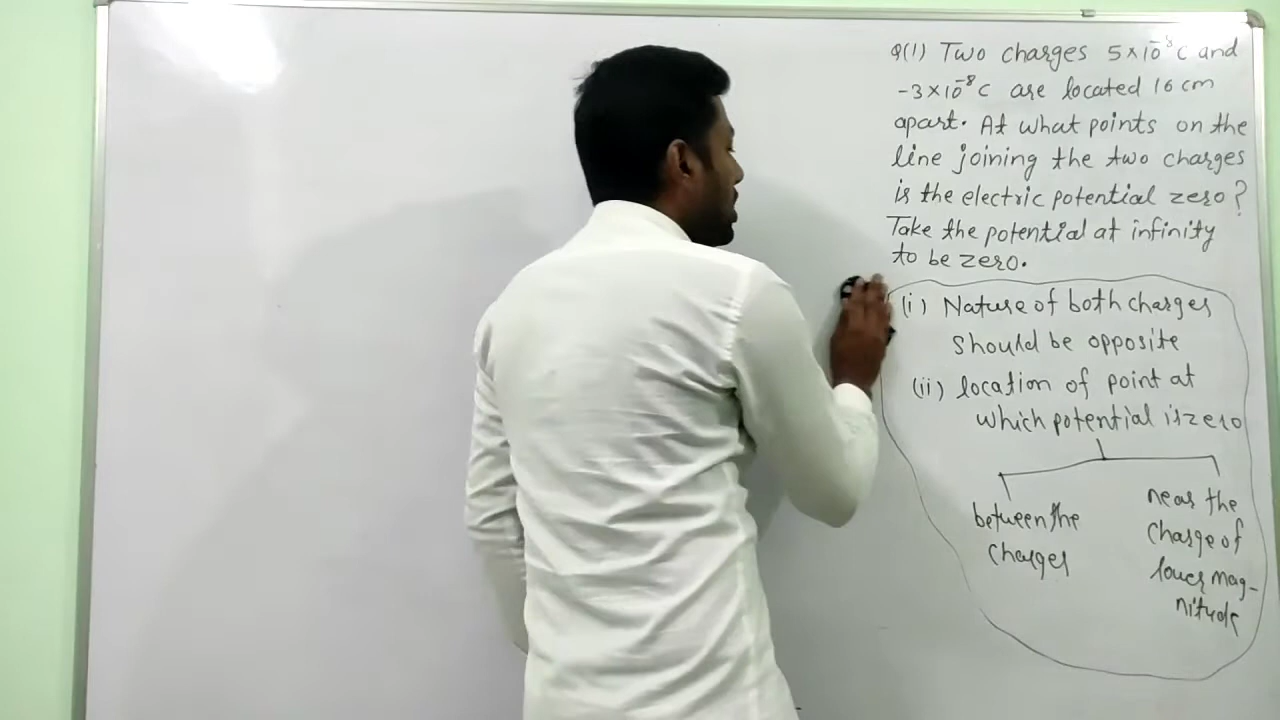 Q(1) Two charges 5×10⁻⁸C and
-3×10⁻⁸C are located 16 cm
apart. At what points on the
line joining the two charges
is the electric potential zero?
Take the potential at infinity
to be zero.
(i) Nature of both charges
should be opposite
(ii) location of point at
which potential is zero
between the
charges
near the
charge of
lower mag-
nitude